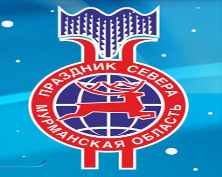 ПРАЗДНИК СЕВЕРА
МУРМАНСКАЯ ОБЛАСТЬ